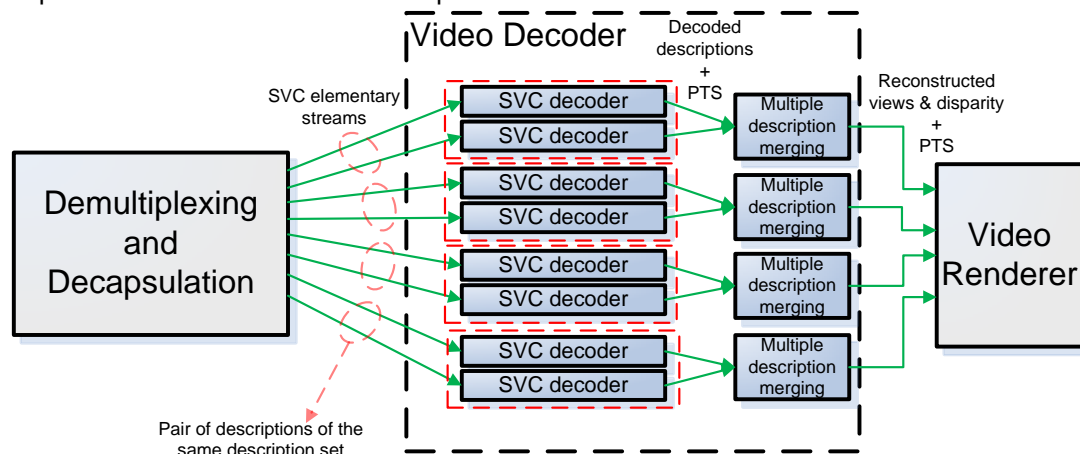 Video Decoder
Decoded
descriptions
+
PTS
SVC elementary
streams
Reconstructed
views & disparity
+
PTS
Demultiplexing
and
Decapsulation
SVC decoder
SVC decoder
SVC decoder
SVC decoder
SVC decoder
SVC decoder
SVC decoder
SVC decoder
Multiple
description
merging
Multiple
description
merging
Multiple
description
merging
Multiple
description
merging
Video
Renderer
Pair of descriptions of the
same description set